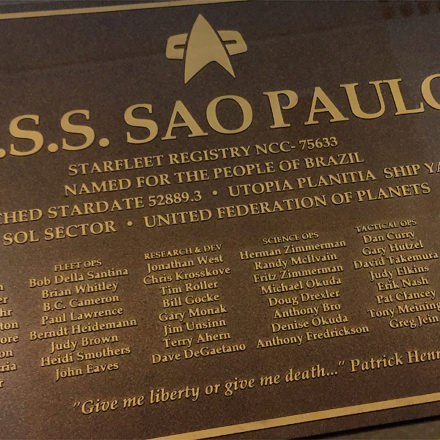 .S.S. SAO PAULO
STARFLEET REGISTRY NCC- 75633
NAMED FOR THE PEOPLE OF BRAZIL
HED STARDATE 52889.3 • UTOPIA PLANITIA SHIP YA
SOL SECTOR • UNITED FEDERATION OF PLANETS
FLEET OPS
Bob Della Santina
Brian Whitley
B.C. Cameron
Paul Lawrence
Berndt Heidemann
Judy Brown
Heidi Smothers
John Eaves
RESEARCH & DEV
Jonathan West
Chris Krosskove
Tim Roller
Bill Gocke
Gary Monak
Jim Unsinn
Terry Ahern
Dave DeGaetano
SCIENCE OPS
Herman Zimmerman
Randy McIlvain
Fritz Zimmerman
Michael Okuda
Doug Drexler
Anthony Bro
Denise Okuda
Anthony Fredrickson
TACTICAL OPS
Dan Curry
Gary Hutzel
David Takemura
Judy Elkins
Erik Nash
Pat Clancey
Tony Meinin
Greg Jein
"Give me liberty or give me death..." Patrick Henr